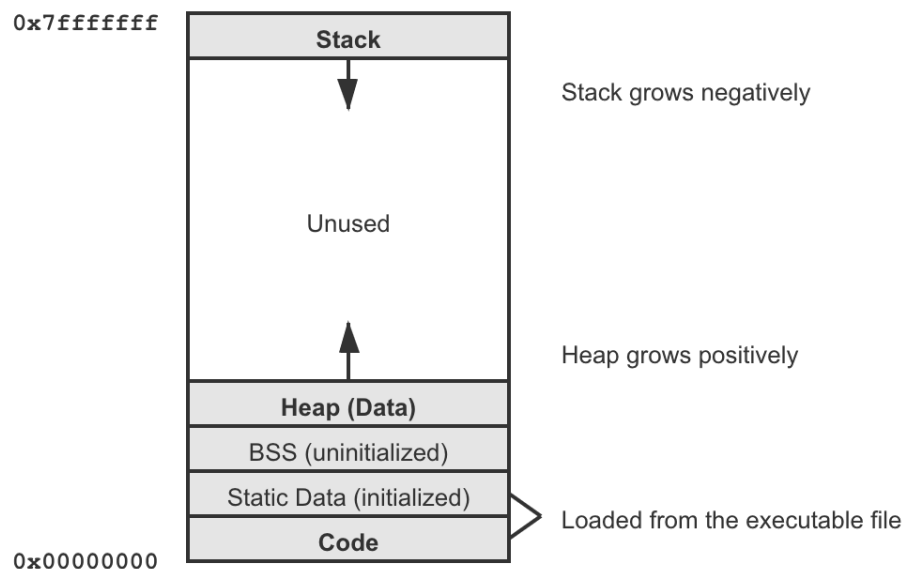 0x7fffffff
Stack
Stack grows negatively
Unused
Heap grows positively
Heap (Data)
BSS (uninitialized)
Static Data (initialized)
Loaded from the executable file
Code
0x00000000